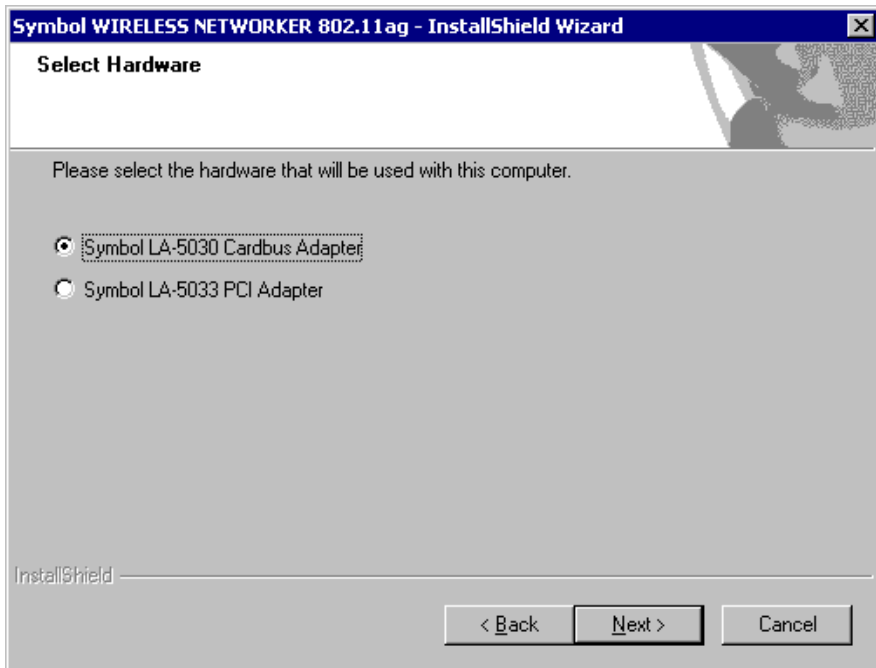 Symbol WIRELESS NETWORKER 802.11ag - InstallShield Wizard
Select Hardware
Please select the hardware that will be used with this computer.
Symbol LA-5030 Cardbus Adapter
Symbol LA-5033 PCI Adapter
InstallShield
< Back Next > Cancel